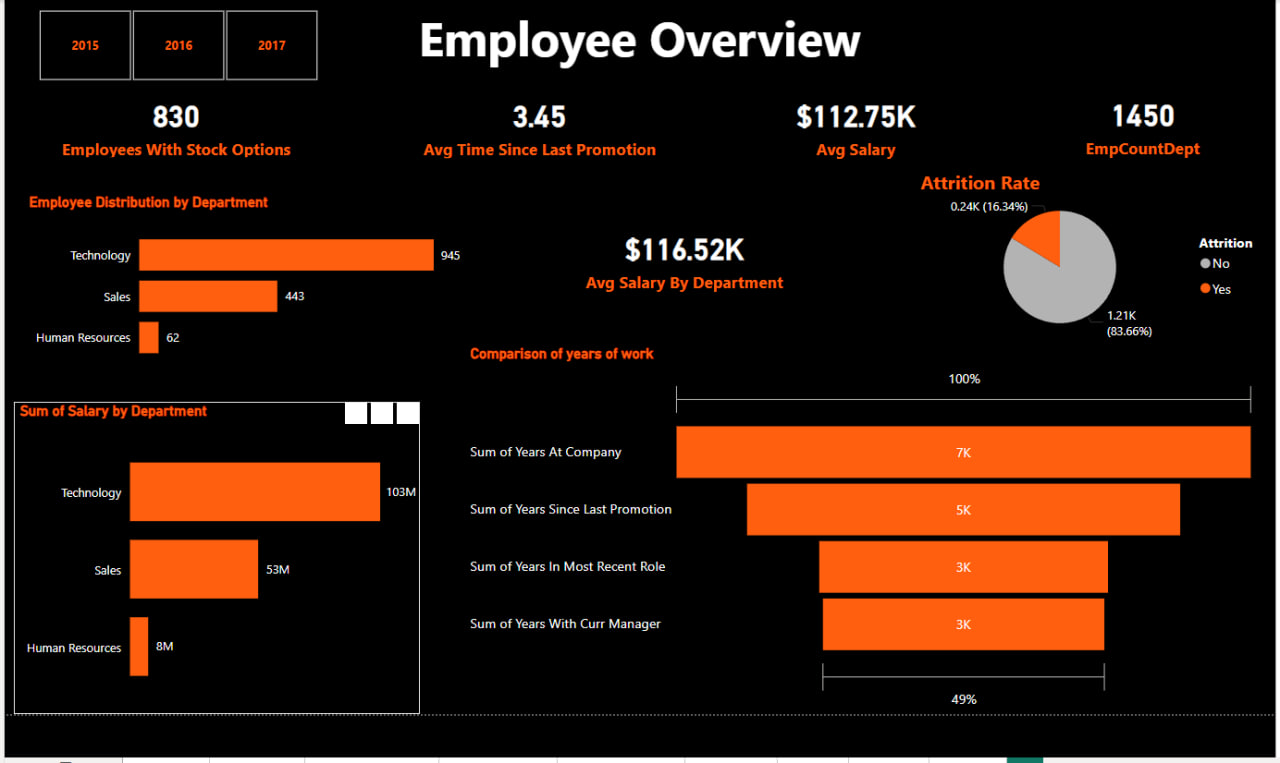 2015
2016
2017
Employee Overview
830
Employees With Stock Options
3.45
Avg Time Since Last Promotion
$112.75K
Avg Salary
1450
EmpCountDept
Employee Distribution by Department
Technology
945
Sales
443
Human Resources
62
$116.52K
Avg Salary By Department
Attrition Rate
0.24K (16.34%)
1.21K
(83.66%)
Attrition
No
Yes
Sum of Salary by Department
Technology
103M
Sales
53M
Human Resources
8M
Comparison of years of work
100%
Sum of Years At Company
7K
Sum of Years Since Last Promotion
5K
Sum of Years In Most Recent Role
3K
Sum of Years With Curr Manager
3K
49%